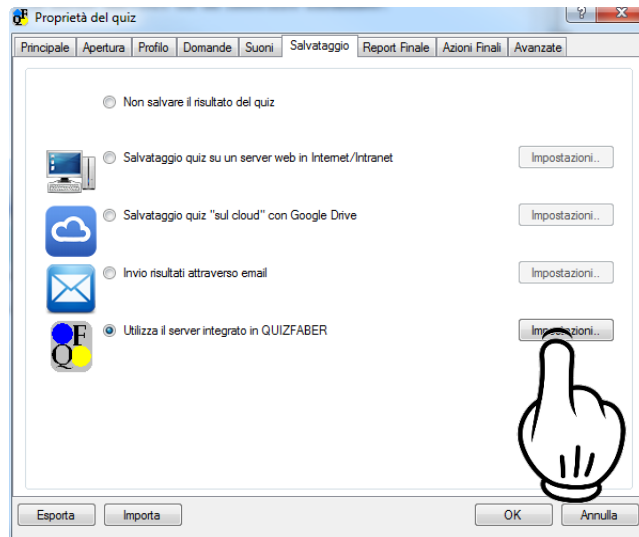 Proprietà del quiz
Principale Apertura Profilo Domande Suoni Salvataggio Report Finale Azioni Finali Avanzate
Non salvare il risultato del quiz
Salvataggio quiz su un server web in Internet/Intranet Impostazioni..
Salvataggio quiz "sul cloud" con Google Drive Impostazioni..
Invio risultati attraverso email Impostazioni..
Utilizza il server integrato in QUIZFABER Impostazioni..
Esporta Importa OK Annulla